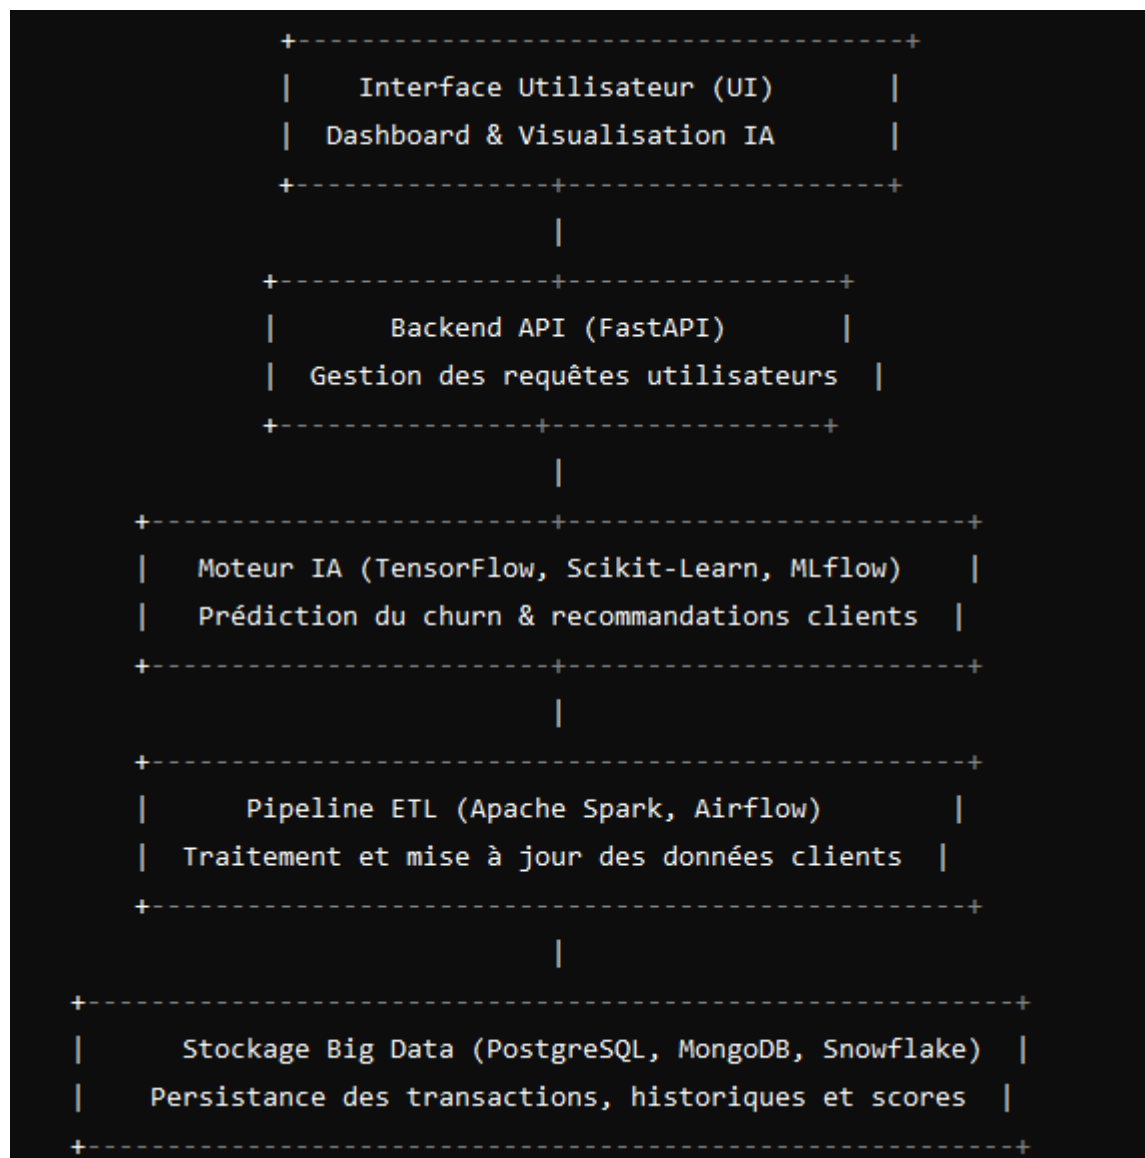 Interface Utilisateur (UI)
Dashboard & Visualisation IA
Backend API (FastAPI)
Gestion des requêtes utilisateurs
Moteur IA (TensorFlow, Scikit-Learn, MLflow)
Prédiction du churn & recommandations clients
Pipeline ETL (Apache Spark, Airflow)
Traitement et mise à jour des données clients
Stockage Big Data (PostgreSQL, MongoDB, Snowflake)
Persistance des transactions, historiques et scores